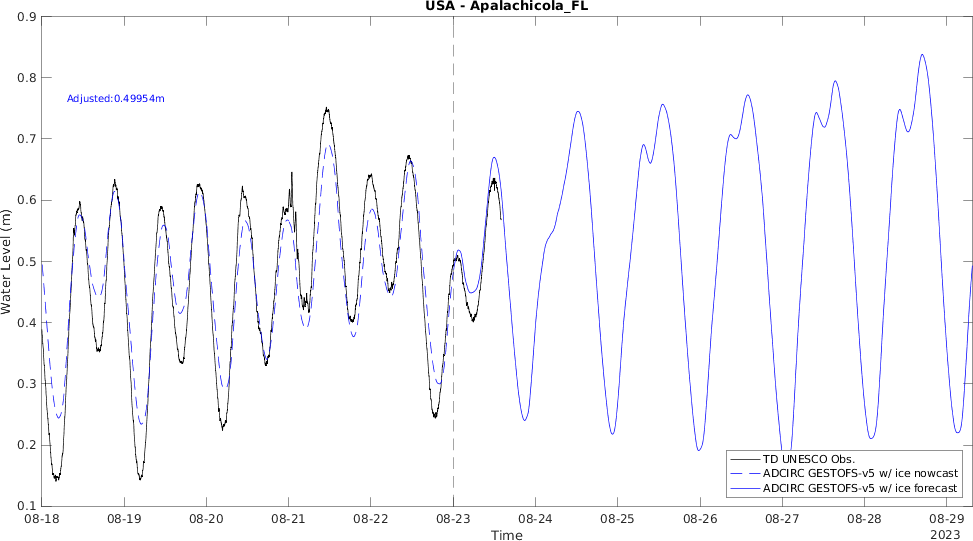 USA - Apalachicola_FL
0.9
0.8
0.7
0.6
0.5
0.4
0.3
0.2
0.1
Water Level (m)
Adjusted:0.49954m
TD UNESCO Obs.
ADCIRC GESTOFS-v5 w/ ice nowcast
ADCIRC GESTOFS-v5 w/ ice forecast
08-18 08-19 08-20 08-21 08-22 08-23 08-24 08-25 08-26 08-27 08-28 08-29
2023
Time